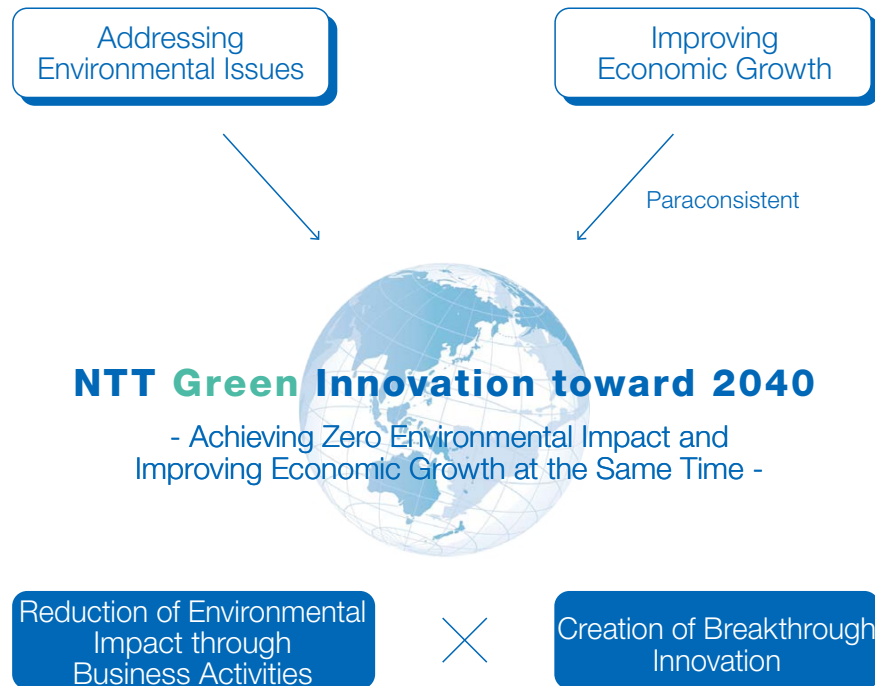 Addressing
Environmental Issues
Improving
Economic Growth
Paraconsistent
NTT Green Innovation toward 2040
- Achieving Zero Environmental Impact and
Improving Economic Growth at the Same Time -
Reduction of Environmental
Impact through
Business Activities
Creation of Breakthrough
Innovation